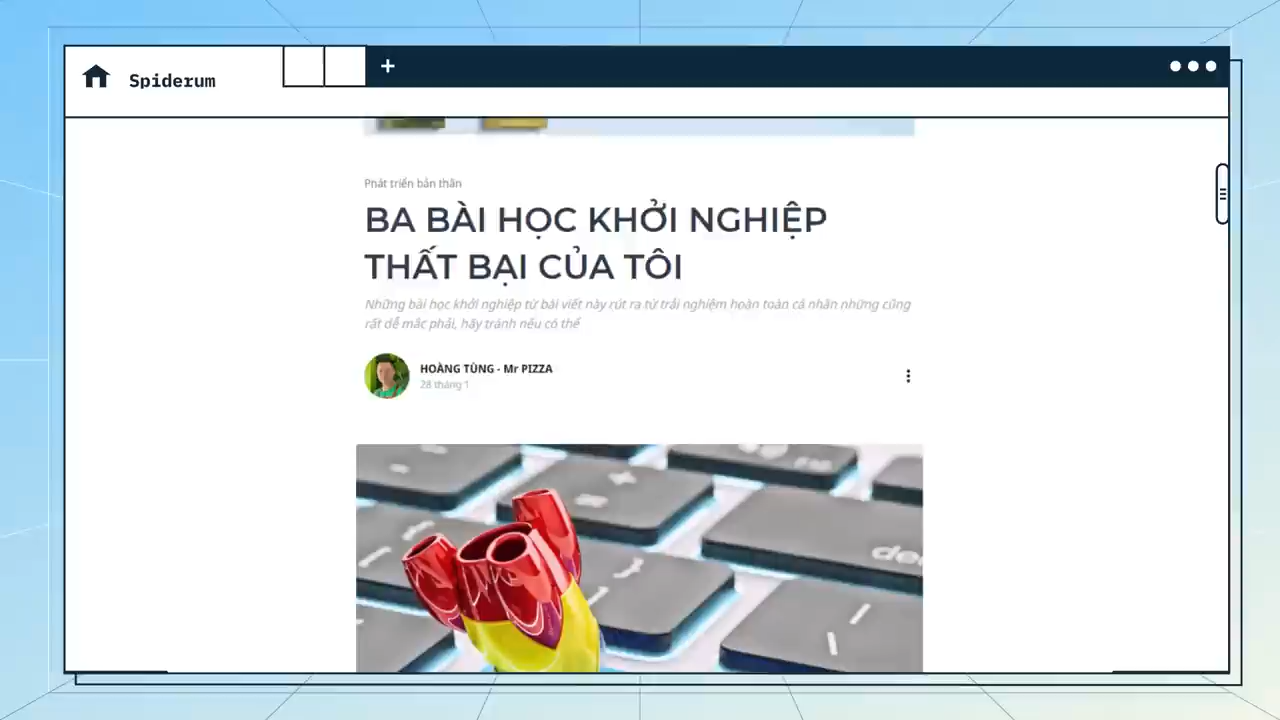 Spiderum
Phát triển bản thân
BA BÀI HỌC KHỞI NGHIỆP
THẤT BẠI CỦA TÔI
Những bài học khởi nghiệp từ bài viết này rút ra từ trải nghiệm hoàn toàn cá nhân nhưng cũng
rất dễ mắc phải, hãy tránh nếu có thể
HOÀNG TÙNG - Mr PIZZA
28 tháng 1